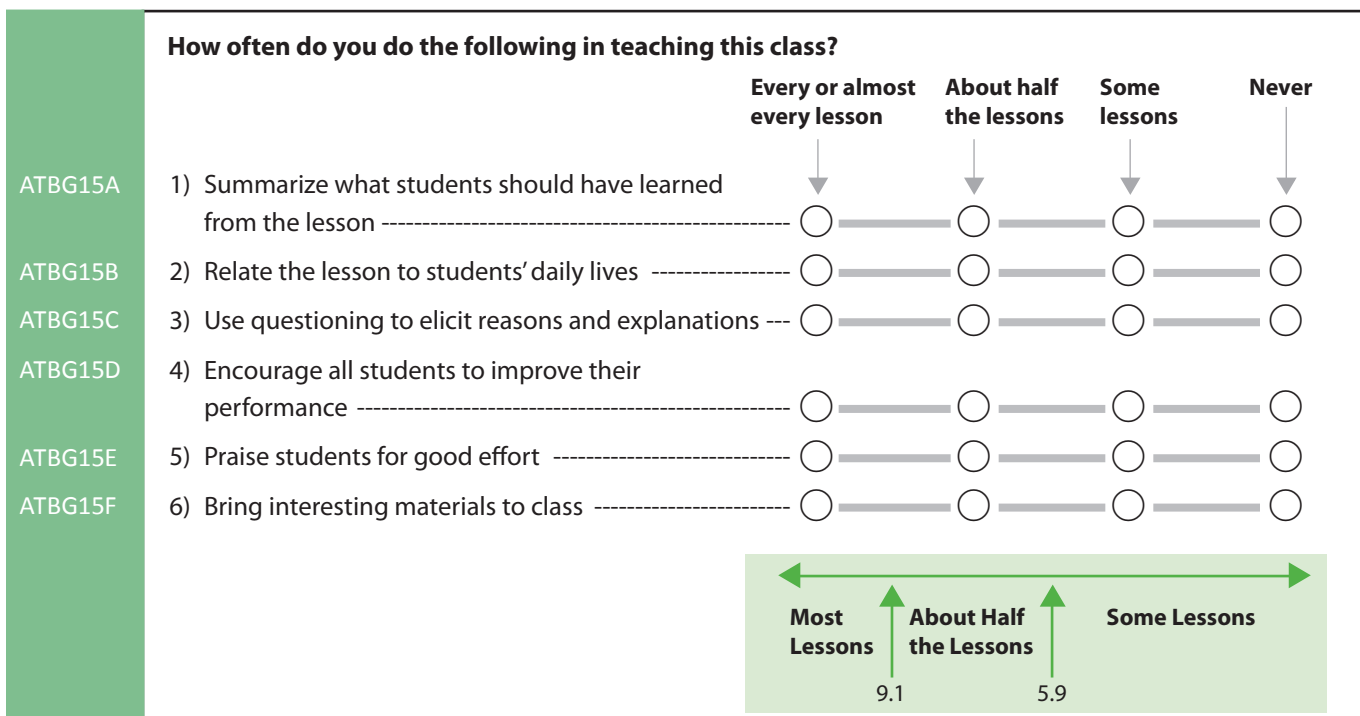 How often do you do the following in teaching this class?
Every or almost every lesson
About half the lessons
Some lessons
Never
ATBG15A 1) Summarize what students should have learned
from the lesson
ATBG15B 2) Relate the lesson to students' daily lives
ATBG15C 3) Use questioning to elicit reasons and explanations
ATBG15D 4) Encourage all students to improve their
performance
ATBG15E 5) Praise students for good effort
ATBG15F 6) Bring interesting materials to class
Most Lessons
About Half the Lessons
Some Lessons
9.1 5.9